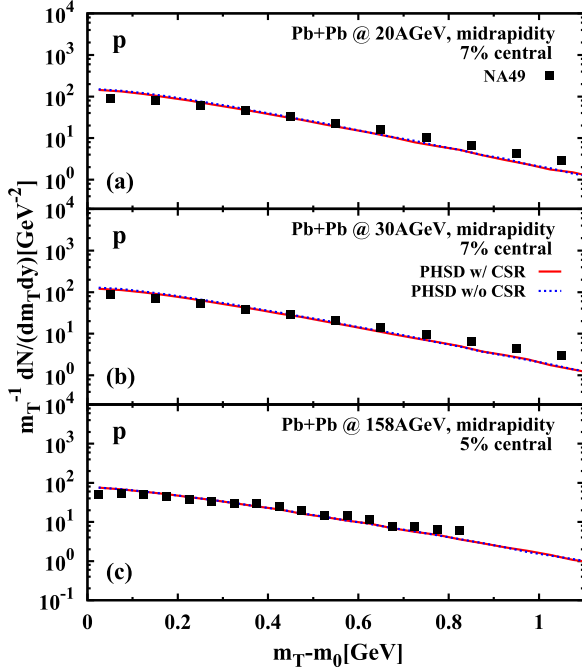 10^4
p
Pb+Pb @ 20AGeV, midrapidity
10^3
7% central
NA49
10^2
10^1
10^0
(a)
10^4
p
Pb+Pb @ 30AGeV, midrapidity
10^3
7% central
PHSD w/ CSR
10^2
PHSD w/o CSR
10^1
10^0
(b)
10^4
p
Pb+Pb @ 158AGeV, midrapidity
10^3
5% central
10^2
10^1
10^0
(c)
10^-1
m_T^-1 dN/(dm_T dy) [GeV^-2]
0 0.2 0.4 0.6 0.8 1
m_T-m_0[GeV]